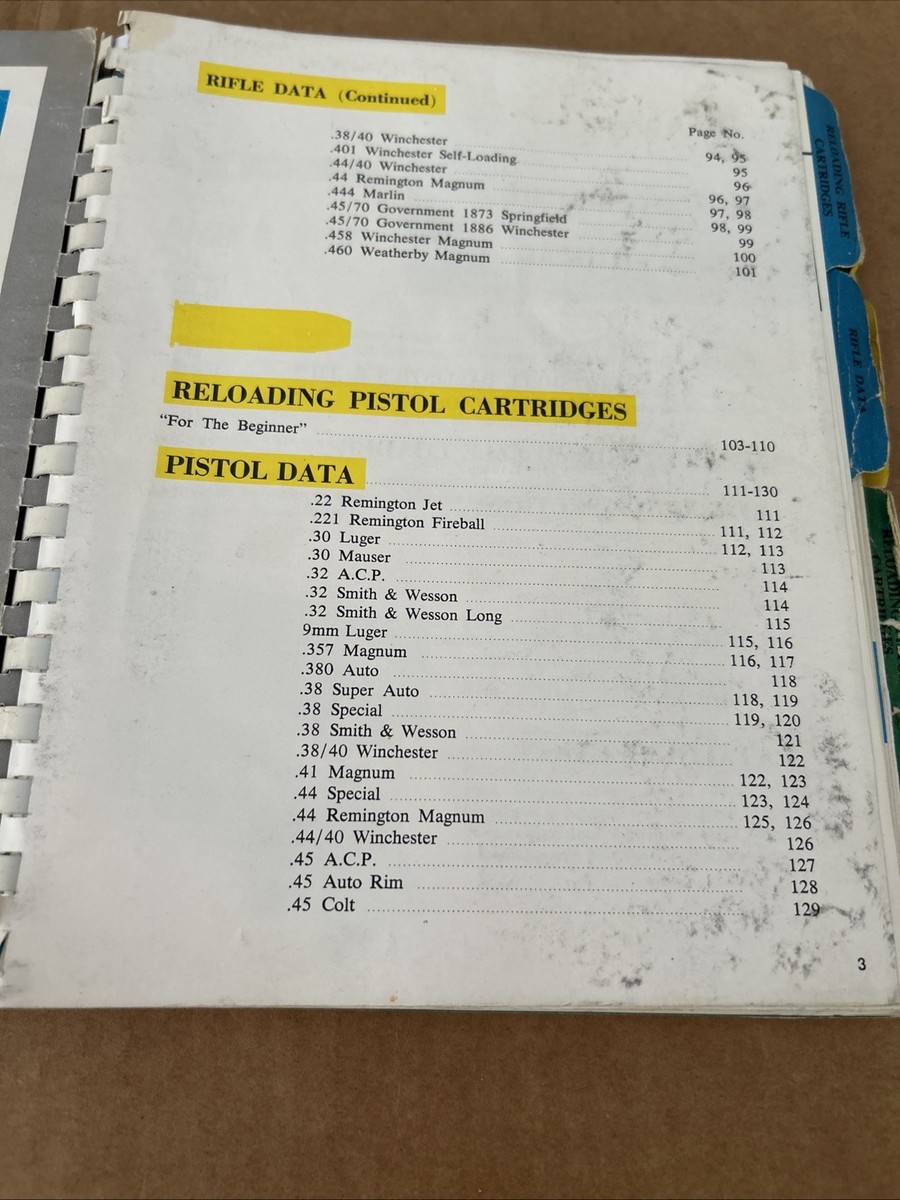 RIFLE DATA (Continued)
Page No.
.38/40 Winchester ........ 94, 95
.401 Winchester Self-Loading ........ 95
.44/40 Winchester ........ 96
.44 Remington Magnum ........ 96, 97
.444 Marlin ........ 97, 98
.45/70 Government 1873 Springfield ........ 98, 99
.45/70 Government 1886 Winchester ........ 99
.458 Winchester Magnum ........ 100
.460 Weatherby Magnum ........ 101
RELOADING PISTOL CARTRIDGES
“For The Beginner” ........ 103-110
PISTOL DATA ........ 111-130
.22 Remington Jet ........ 111
.221 Remington Fireball ........ 111, 112
.30 Luger ........ 112, 113
.30 Mauser ........ 113
.32 A.C.P. ........ 114
.32 Smith & Wesson ........ 114
.32 Smith & Wesson Long ........ 115
9mm Luger ........ 115, 116
.357 Magnum ........ 116, 117
.380 Auto ........ 118
.38 Super Auto ........ 118, 119
.38 Special ........ 119, 120
.38 Smith & Wesson ........ 121
.38/40 Winchester ........ 122
.41 Magnum ........ 122, 123
.44 Special ........ 123, 124
.44 Remington Magnum ........ 125, 126
.44/40 Winchester ........ 126
.45 A.C.P. ........ 127
.45 Auto Rim ........ 128
.45 Colt ........ 129
3
RELOADING RIFLE
CARTRIDGES
RIFLE DATA
RELOADING
CARTRIDGES